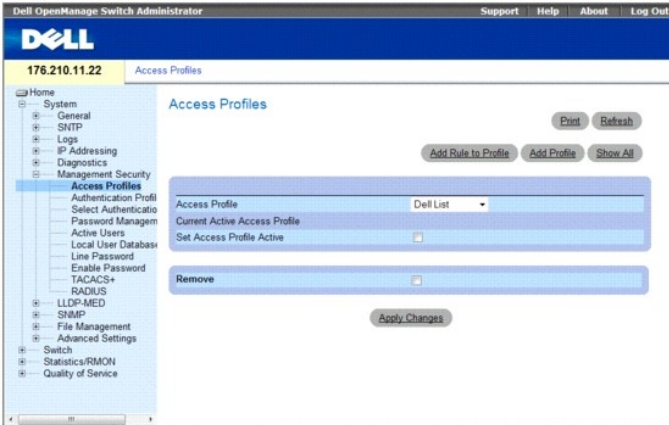 Dell OpenManage Switch Administrator
Support Help About Log Out
DELL
176.210.11.22
Access Profiles
Home
System
General
SNTP
Logs
IP Addressing
Diagnostics
Management Security
Access Profiles
Authentication Profil
Select Authenticatio
Password Managem
Active Users
Local User Databas
Line Password
Enable Password
TACACS+
RADIUS
LLDP-MED
SNMP
File Management
Advanced Settings
Switch
Statistics/RMON
Quality of Service
Access Profiles
Print Refresh
Add Rule to Profile Add Profile Show All
Access Profile Dell List
Current Active Access Profile
Set Access Profile Active
Remove
Apply Changes